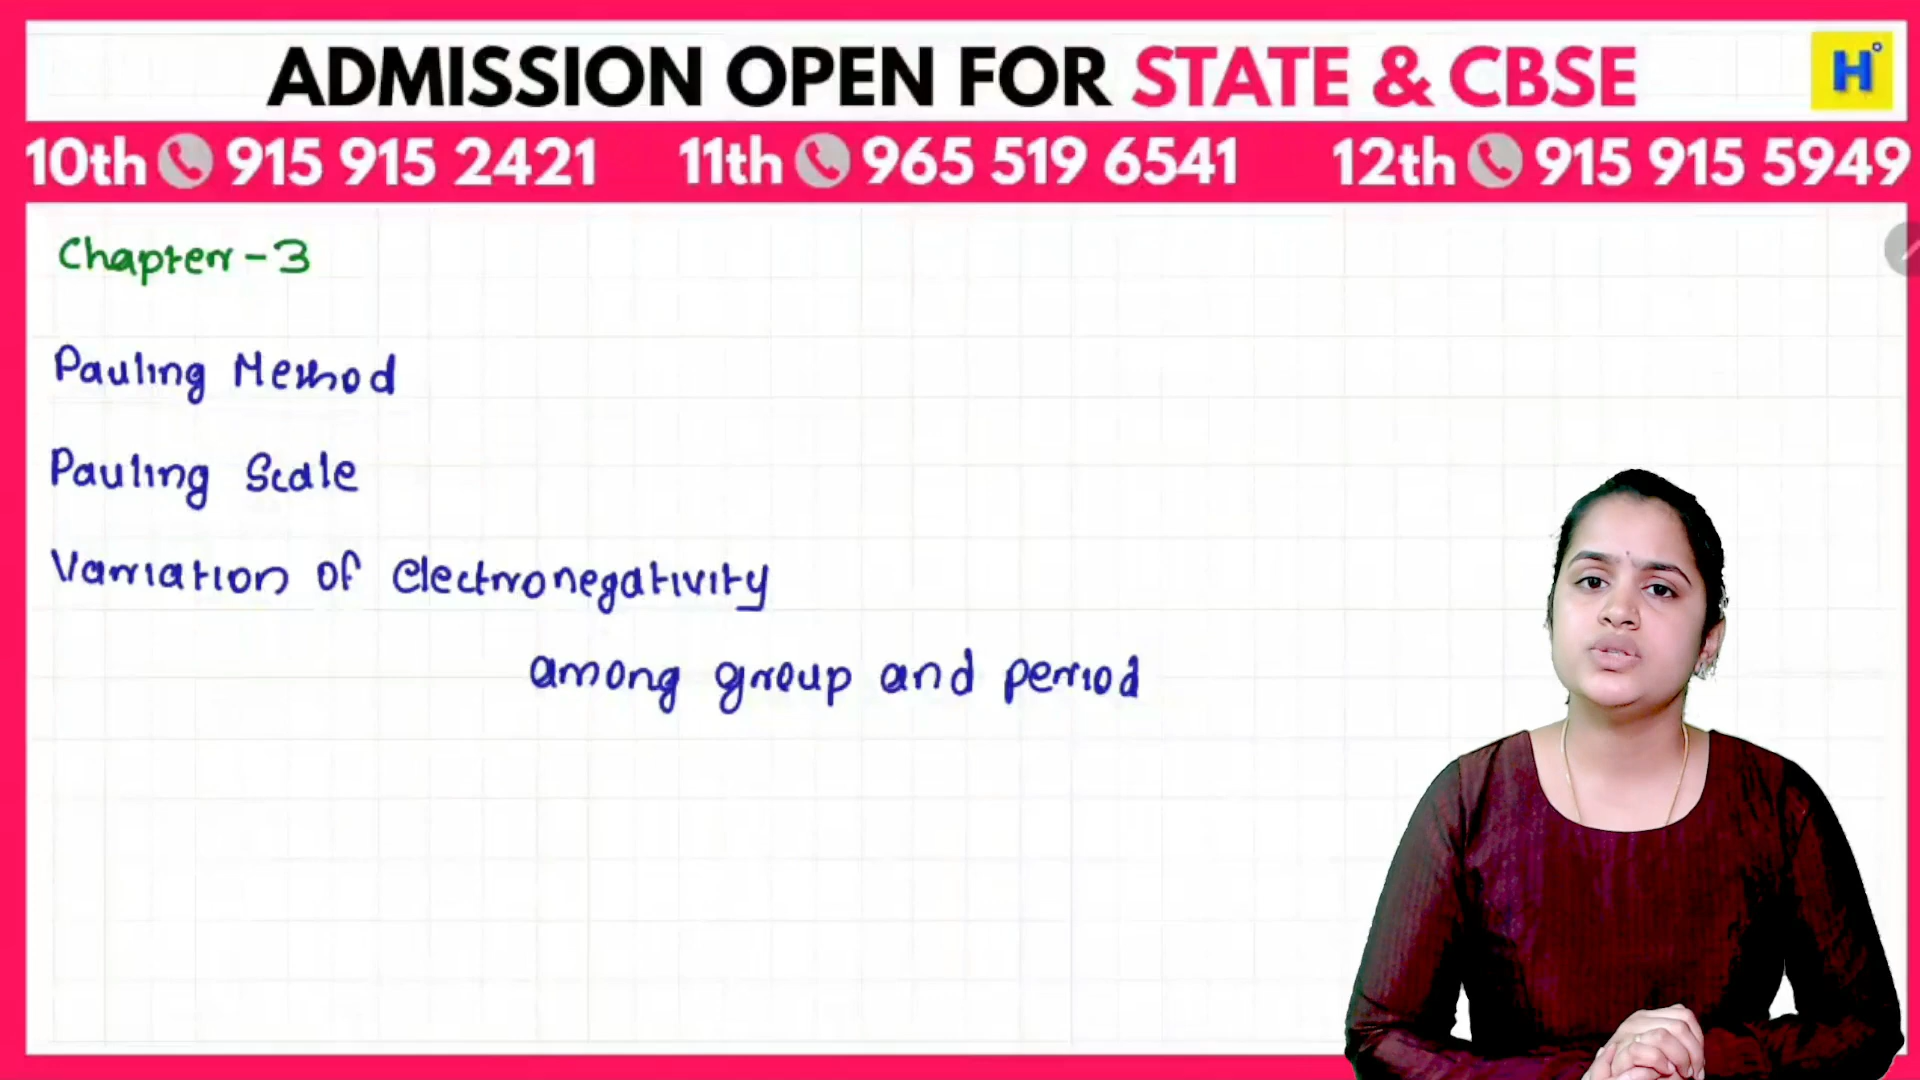 ADMISSION OPEN FOR STATE & CBSE
H°
10th 915 915 2421 11th 965 519 6541 12th 915 915 5949
Chapter - 3
Pauling Method
Pauling Scale
Variation of electronegativity
among group and period